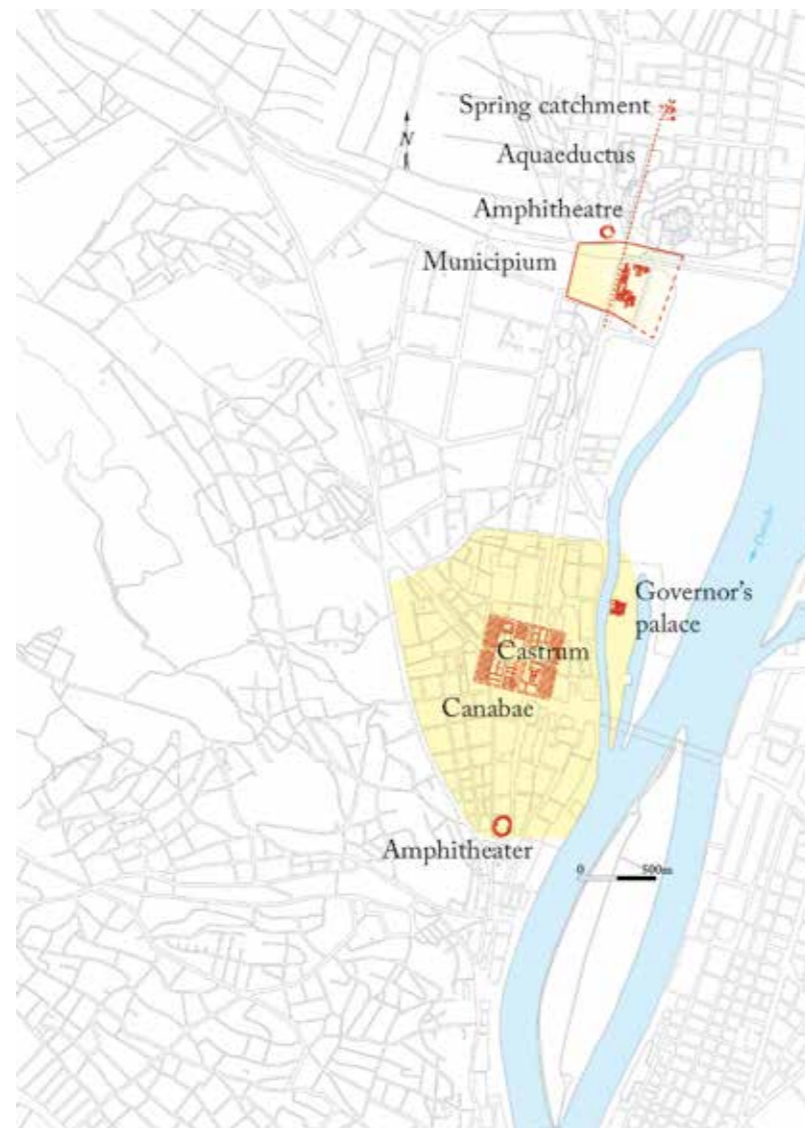 Spring catchment
N
Aquaeductus
Amphitheatre
Municipium
Governor's
palace
Castrum
Canabae
Amphitheater
0 500m